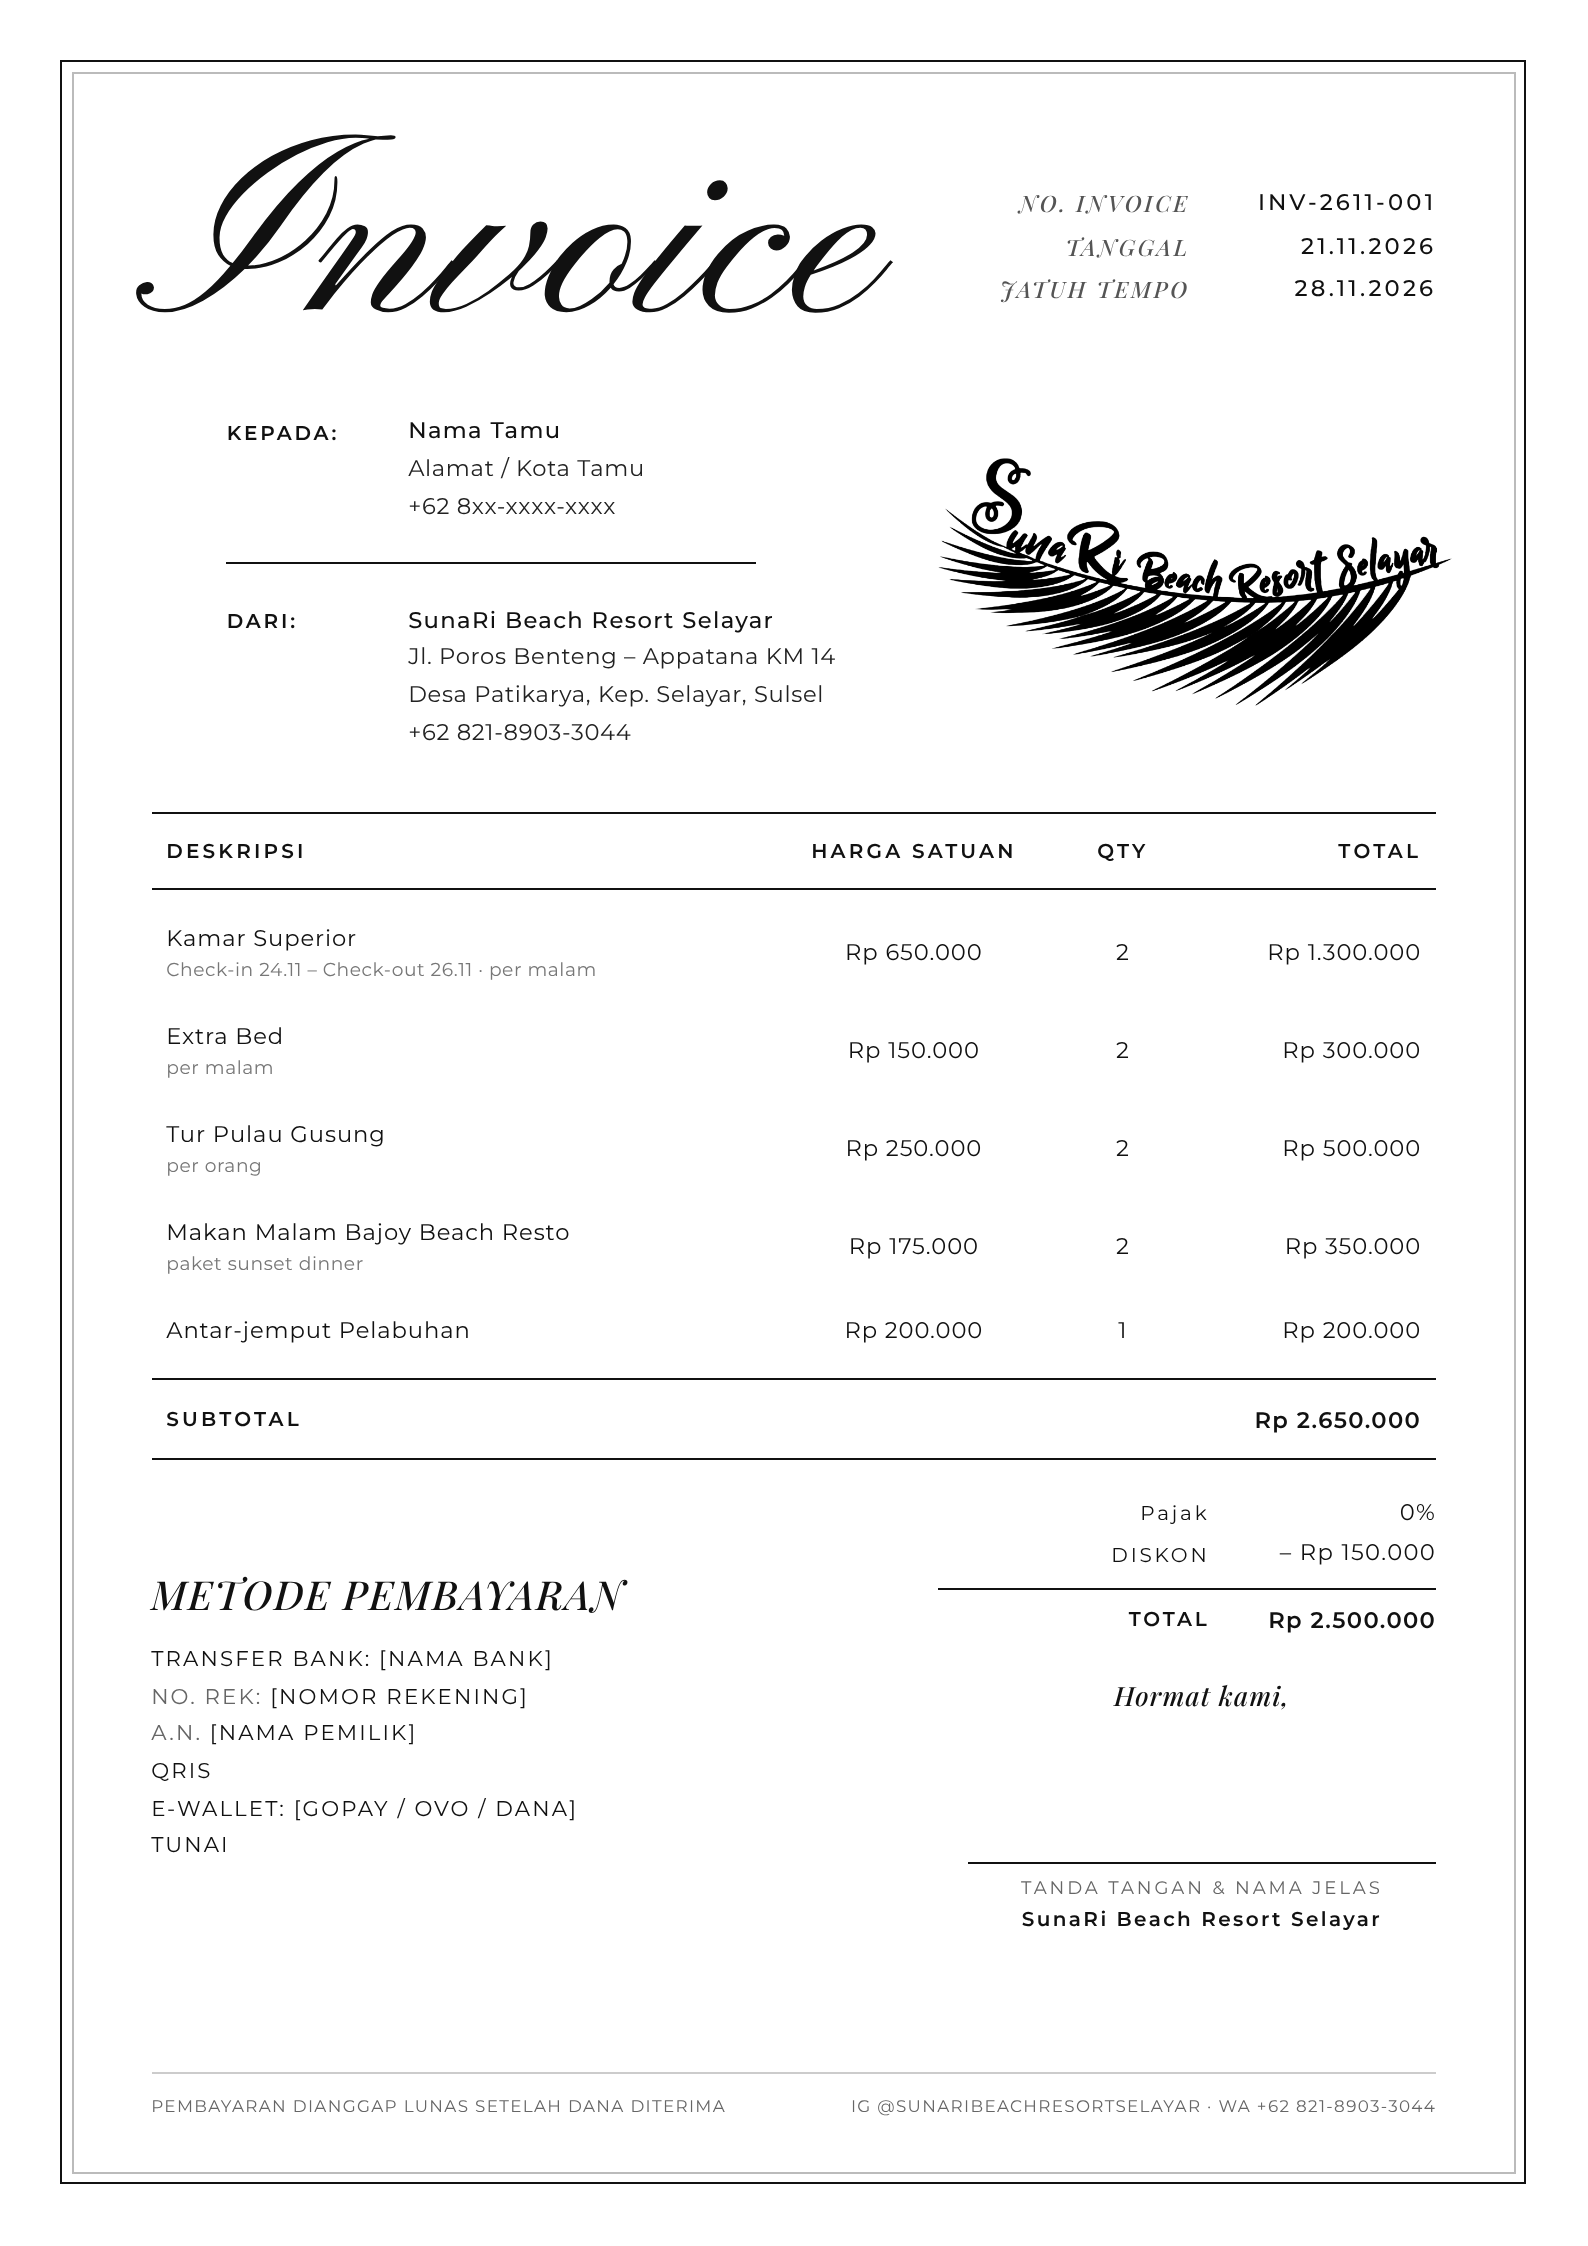 Invoice
NO. INVOICE INV-2611-001
TANGGAL 21.11.2026
JATUH TEMPO 28.11.2026
KEPADA: Nama Tamu
Alamat / Kota Tamu
+62 8xx-xxxx-xxxx
SunaRi Beach Resort Selayar
DARI: SunaRi Beach Resort Selayar
Jl. Poros Benteng – Appatana KM 14
Desa Patikarya, Kep. Selayar, Sulsel
+62 821-8903-3044
DESKRIPSI HARGA SATUAN QTY TOTAL
Kamar Superior Rp 650.000 2 Rp 1.300.000
Check-in 24.11 – Check-out 26.11 · per malam
Extra Bed Rp 150.000 2 Rp 300.000
per malam
Tur Pulau Gusung Rp 250.000 2 Rp 500.000
per orang
Makan Malam Bajoy Beach Resto Rp 175.000 2 Rp 350.000
paket sunset dinner
Antar-jemput Pelabuhan Rp 200.000 1 Rp 200.000
SUBTOTAL Rp 2.650.000
Pajak 0%
DISKON – Rp 150.000
TOTAL Rp 2.500.000
METODE PEMBAYARAN
TRANSFER BANK: [NAMA BANK]
NO. REK: [NOMOR REKENING]
A.N. [NAMA PEMILIK]
QRIS
E-WALLET: [GOPAY / OVO / DANA]
TUNAI
Hormat kami,
TANDA TANGAN & NAMA JELAS
SunaRi Beach Resort Selayar
PEMBAYARAN DIANGGAP LUNAS SETELAH DANA DITERIMA
IG @SUNARIBEACHRESORTSELAYAR · WA +62 821-8903-3044